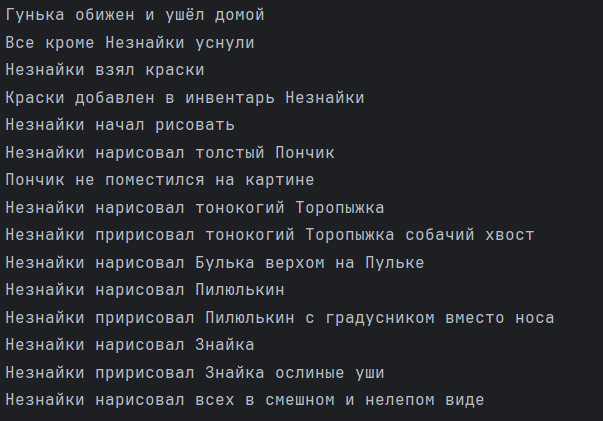 Гунька обижен и ушёл домой
Все кроме Незнайки уснули
Незнайки взял краски
Краски добавлен в инвентарь Незнайки
Незнайки начал рисовать
Незнайки нарисовал толстый Пончик
Пончик не поместился на картине
Незнайки нарисовал тонокогий Торопыжка
Незнайки пририсовал тонокогий Торопыжка собачий хвост
Незнайки нарисовал Булька верхом на Пульке
Незнайки нарисовал Пилюлькин
Незнайки пририсовал Пилюлькин с градусником вместо носа
Незнайки нарисовал Знайка
Незнайки пририсовал Знайка ослиные уши
Незнайки нарисовал всех в смешном и нелепом виде